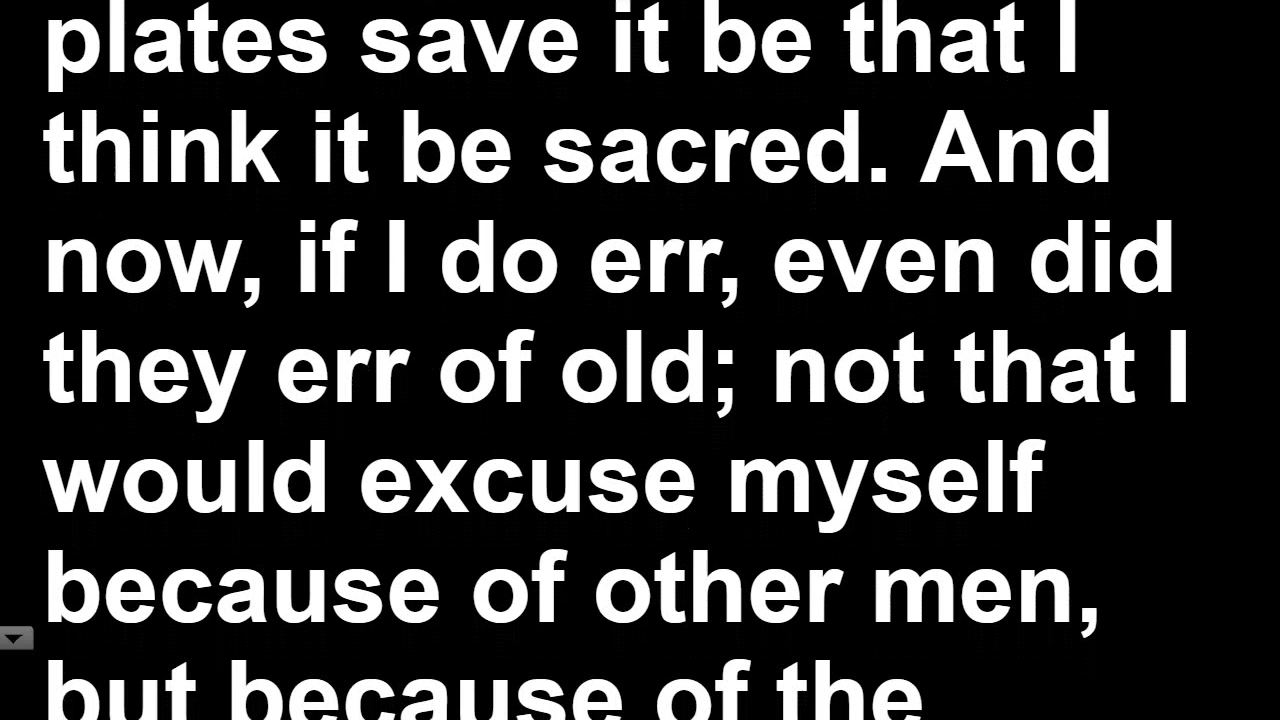 plates save it be that I
think it be sacred. And
now, if I do err, even did
they err of old; not that I
would excuse myself
because of other men,
but because of the